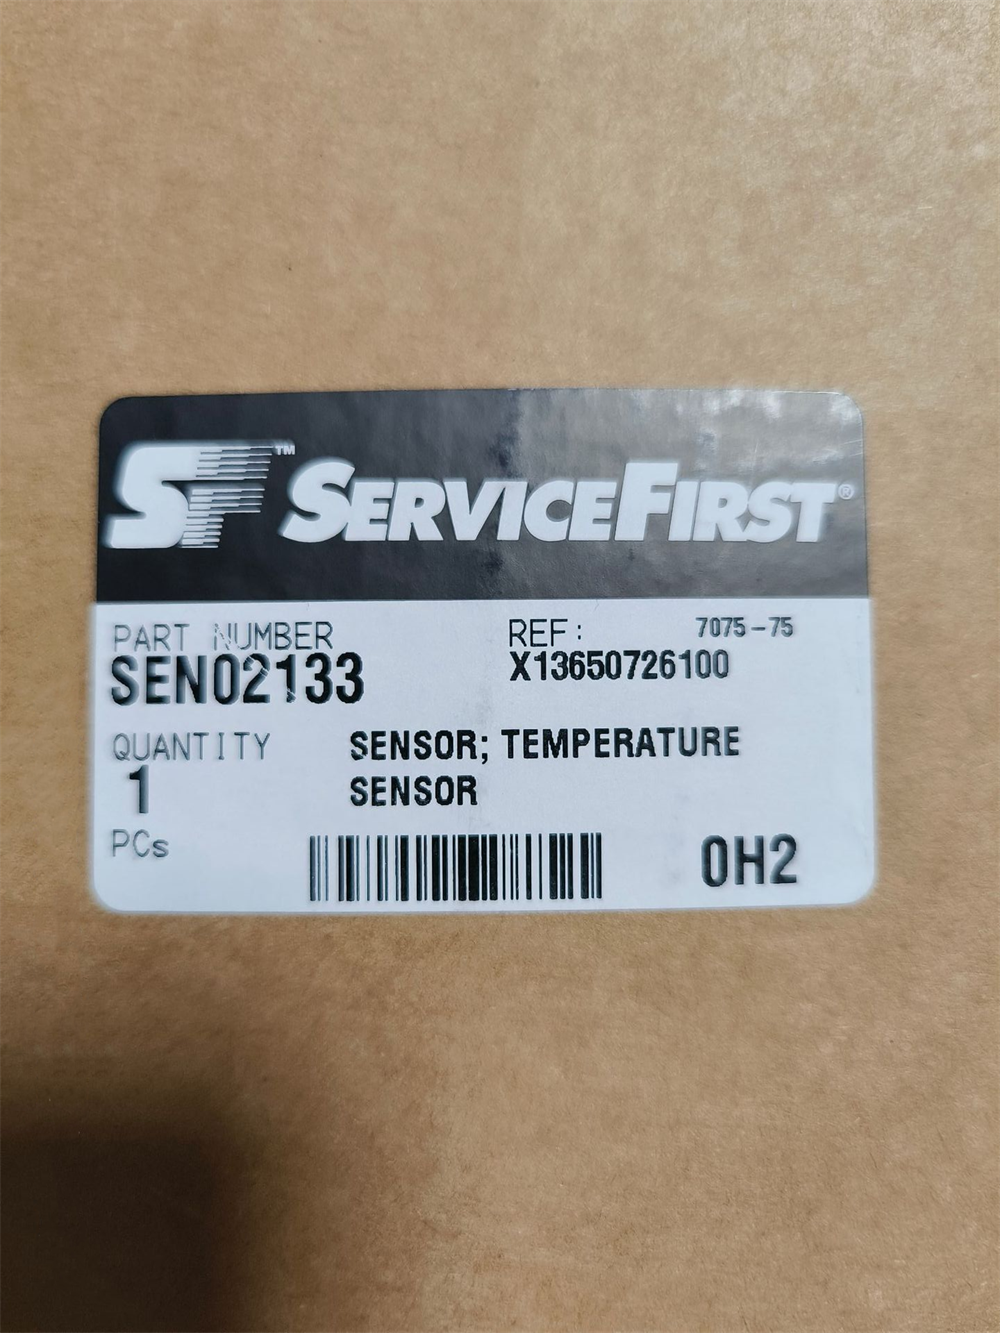 SF™ SERVICEFIRST®
PART NUMBER
SEN02133
REF: 7075-75
X13650726100
QUANTITY
1
PCs
SENSOR; TEMPERATURE
SENSOR
0H2